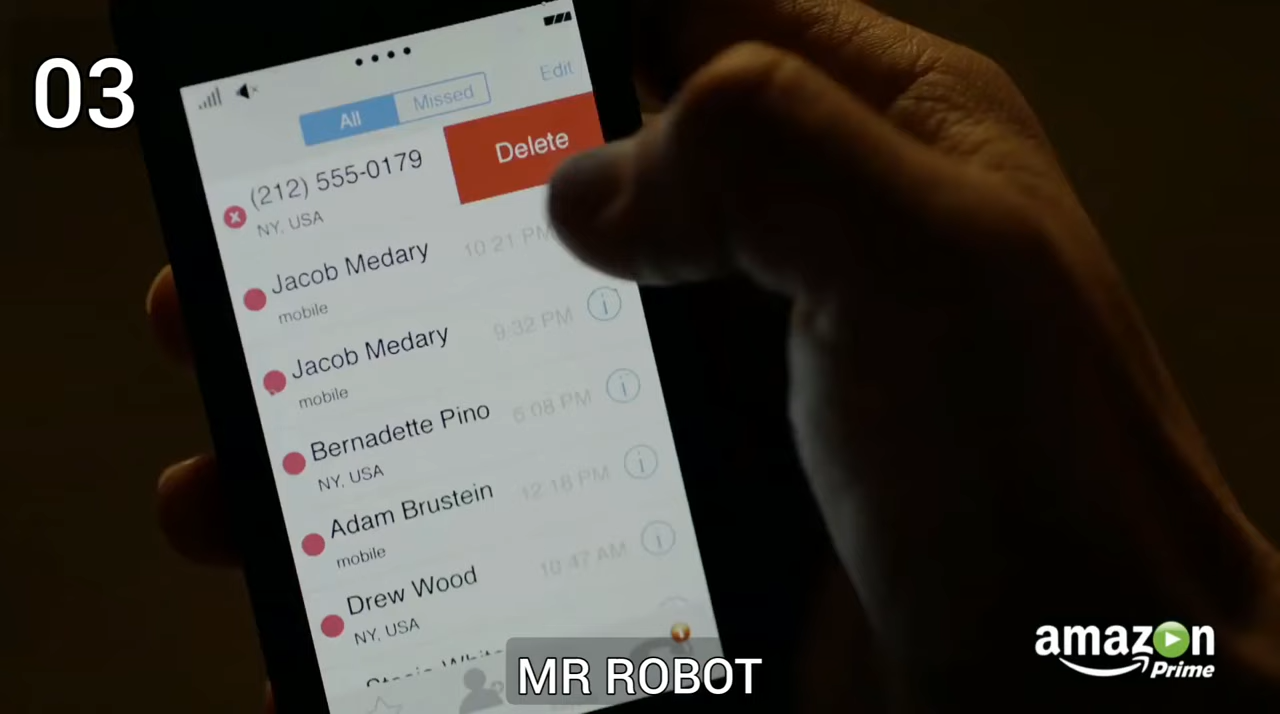 03
All
Missed
Edit
(212) 555-0179
NY, USA
Delete
Jacob Medary
mobile
10:21 PM
Jacob Medary
mobile
9:32 PM
Bernadette Pino
NY, USA
6:08 PM
Adam Brustein
mobile
12:18 PM
Drew Wood
NY, USA
10:47 AM
MR ROBOT
amazon
Prime